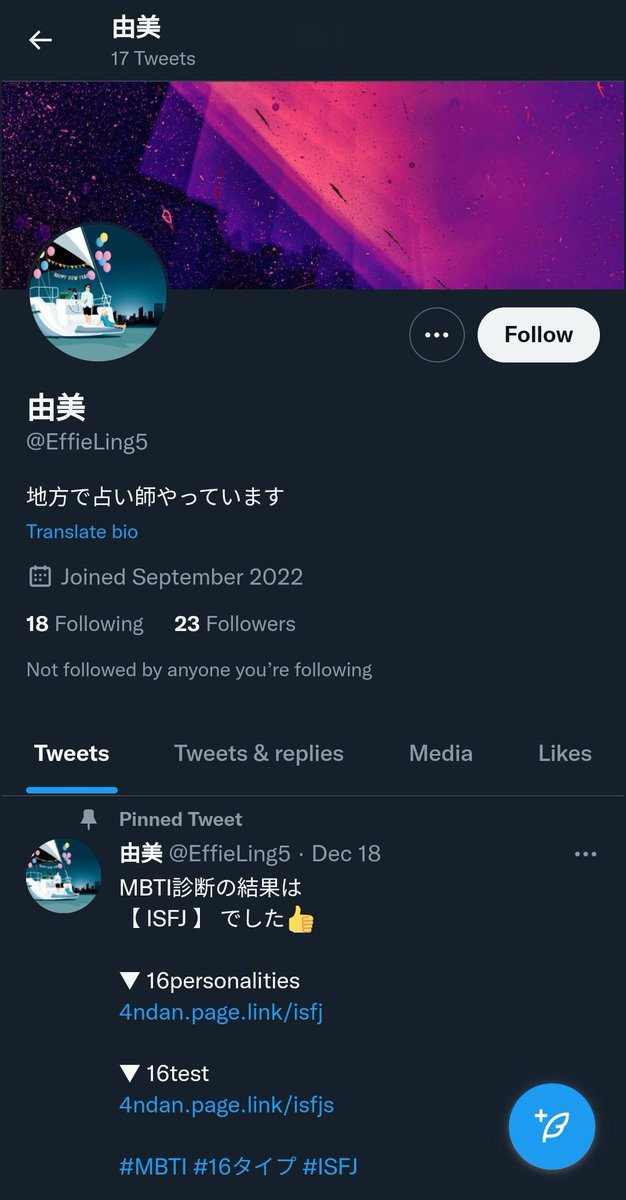 由美
17 Tweets
HAPPY NEW YEAR
Follow
由美
@EffieLing5
地方で占い師やっています
Translate bio
Joined September 2022
18 Following 23 Followers
Not followed by anyone you're following
Tweets Tweets & replies Media Likes
Pinned Tweet
由美 @EffieLing5 · Dec 18
MBTI診断の結果は
【 ISFJ 】 でした👍
▼ 16personalities
4ndan.page.link/isfj
▼ 16test
4ndan.page.link/isfjs
#MBTI #16タイプ #ISFJ